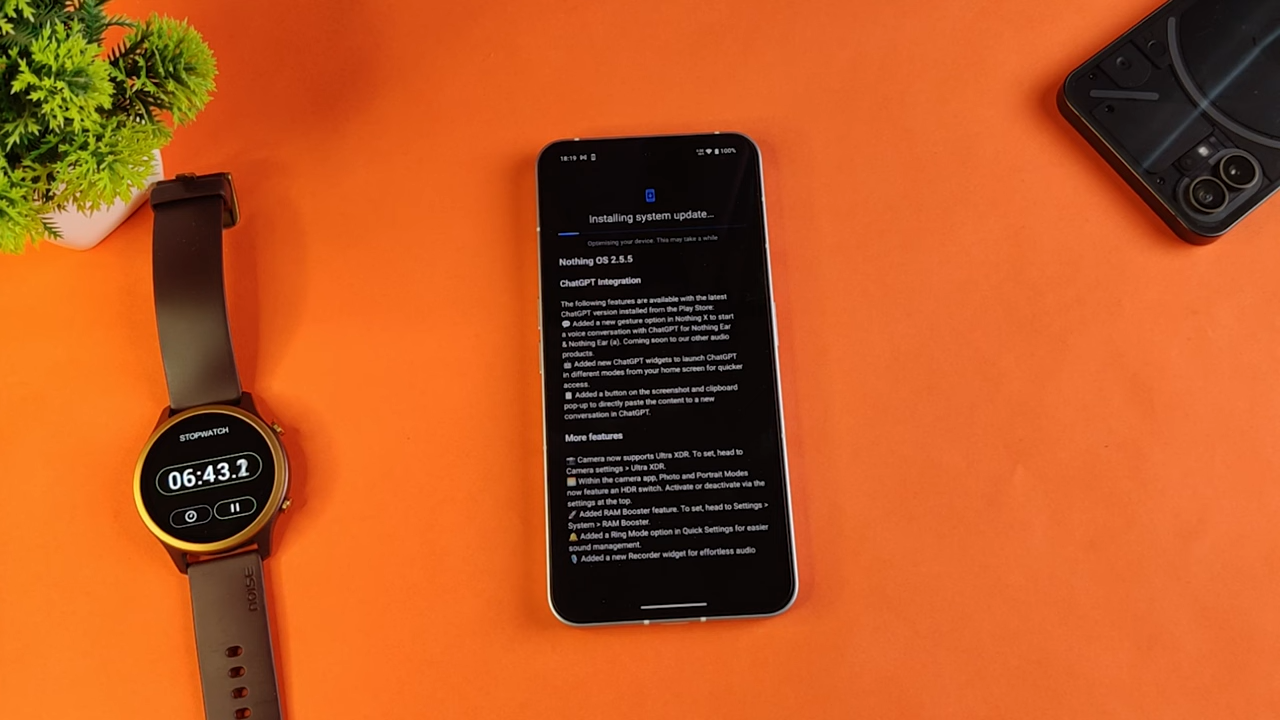 18:19
100%
Installing system update...
Optimising your device. This may take a while
Nothing OS 2.5.5
ChatGPT Integration
The following features are available with the latest
ChatGPT version installed from the Play Store:
💬 Added a new gesture option in Nothing X to start
a voice conversation with ChatGPT for Nothing Ear
& Nothing Ear (a). Coming soon to our other audio
products.
🤖 Added new ChatGPT widgets to launch ChatGPT
in different modes from your home screen for quicker
access.
📋 Added a button on the screenshot and clipboard
pop-up to directly paste the content to a new
conversation in ChatGPT.
More features
📸 Camera now supports Ultra XDR. To set, head to
Camera settings > Ultra XDR.
🌅 Within the camera app, Photo and Portrait Modes
now feature an HDR switch. Activate or deactivate via the
settings at the top.
🚀 Added RAM Booster feature. To set, head to Settings >
System > RAM Booster.
🔔 Added a Ring Mode option in Quick Settings for easier
sound management.
🎙️ Added a new Recorder widget for effortless audio
STOPWATCH
06:43.
NOISE